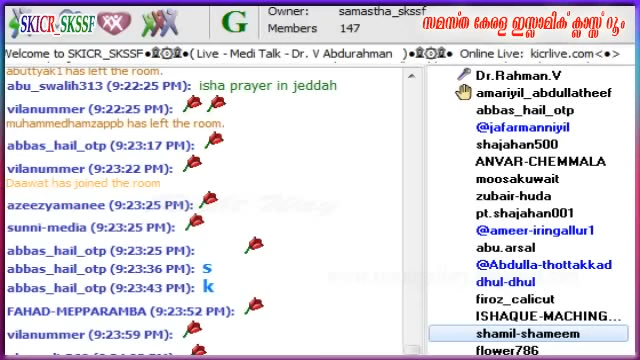 SKICR_SKSSF
G
Owner: samastha_skssf
Members 147
സമസ്ത കേരള ഇസ്ലാമിക് ക്ലാസ്സ് റൂം
Welcome to SKICR_SKSSF ( Live - Medi Talk - Dr. V Abdurahman ) Online Live: kicrlive.com<●>
abuttyak1 has left the room.
abu_swalih313 (9:22:25 PM): isha prayer in jeddah
vilanummer (9:22:25 PM):
muhammedhamzappb has left the room.
abbas_hail_otp (9:23:17 PM):
vilanummer (9:23:22 PM):
Daawat has joined the room
azeezyamanee (9:23:25 PM):
sunni-media (9:23:25 PM):
abbas_hail_otp (9:23:25 PM):
abbas_hail_otp (9:23:36 PM): s
abbas_hail_otp (9:23:43 PM): k
FAHAD-MEPPARAMBA (9:23:52 PM):
vilanummer (9:23:59 PM):
Dr.Rahman.V
amariyil_abdullatheef
abbas_hail_otp
@jafarmanniyil
shajahan500
ANVAR-CHEMMALA
moosakuwait
zubair-huda
pt.shajahan001
@ameer-iringallur1
abu.arsal
@Abdulla-thottakkad
dhul-dhul
firoz_calicut
ISHAQUE-MACHING...
shamil-shameem
flower786